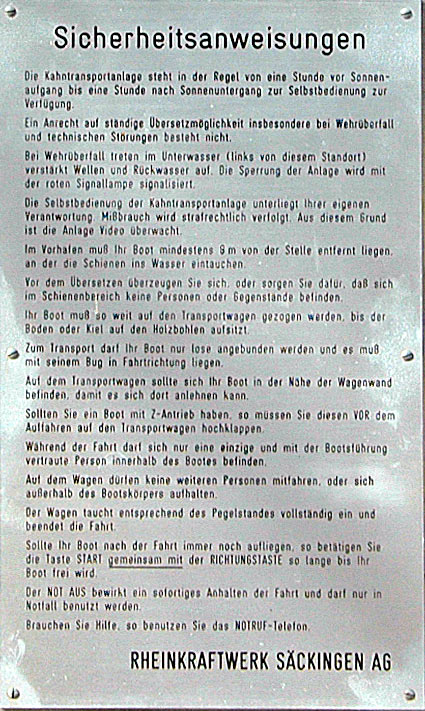 Sicherheitsanweisungen
Die Kahntransportanlage steht in der Regel von eine Stunde vor Sonnen-
aufgang bis eine Stunde nach Sonnenuntergang zur Selbstbedienung zur
Verfügung.
Ein Anrecht auf ständige Übersetzmöglichkeit insbesondere bei Wehrüberfall
und technischen Störungen besteht nicht.
Bei Wehrüberfall treten im Unterwasser (links von diesem Standort)
verstärkt Wellen und Rückwasser auf. Die Sperrung der Anlage wird mit
der roten Signallampe signalisiert.
Die Selbstbedienung der Kahntransportanlage unterliegt Ihrer eigenen
Verantwortung. Mißbrauch wird strafrechtlich verfolgt. Aus diesem Grund
ist die Anlage Video überwacht.
Im Vorhafen muß Ihr Boot mindestens 9 m von der Stelle entfernt liegen,
an der die Schienen ins Wasser eintauchen.
Vor dem Übersetzen überzeugen Sie sich, oder sorgen Sie dafür, daß sich
im Schienenbereich keine Personen oder Gegenstände befinden.
Ihr Boot muß so weit auf den Transportwagen gezogen werden, bis der
Boden oder Kiel auf den Holzbohlen aufsitzt.
Zum Transport darf Ihr Boot nur lose angebunden werden und es muß
mit seinem Bug in Fahrtrichtung liegen.
Auf dem Transportwagen sollte sich Ihr Boot in der Nähe der Wagenwand
befinden, damit es sich dort anlehnen kann.
Sollten Sie ein Boot mit Z-Antrieb haben, so müssen Sie diesen VOR dem
Auffahren auf den Transportwagen hochklappen.
Während der Fahrt darf sich nur eine einzige und mit der Bootsführung
vertraute Person innerhalb des Bootes befinden.
Auf dem Wagen dürfen keine weiteren Personen mitfahren, oder sich
außerhalb des Bootskörpers aufhalten.
Der Wagen taucht entsprechend des Pegelstandes vollständig ein und
beendet die Fahrt.
Sollte Ihr Boot nach der Fahrt immer noch aufliegen, so betätigen Sie
die Taste START gemeinsam mit der RICHTUNGSTASTE so lange bis Ihr
Boot frei wird.
Der NOT AUS bewirkt ein sofortiges Anhalten der Fahrt und darf nur in
Notfall benutzt werden.
Brauchen Sie Hilfe, so benutzen Sie das NOTRUF-Telefon.
RHEINKRAFTWERK SÄCKINGEN AG